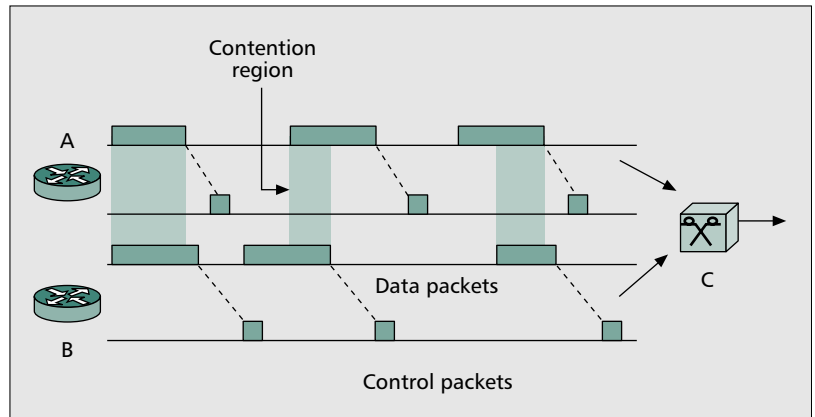 Contention
region
A
Data packets
C
B
Control packets